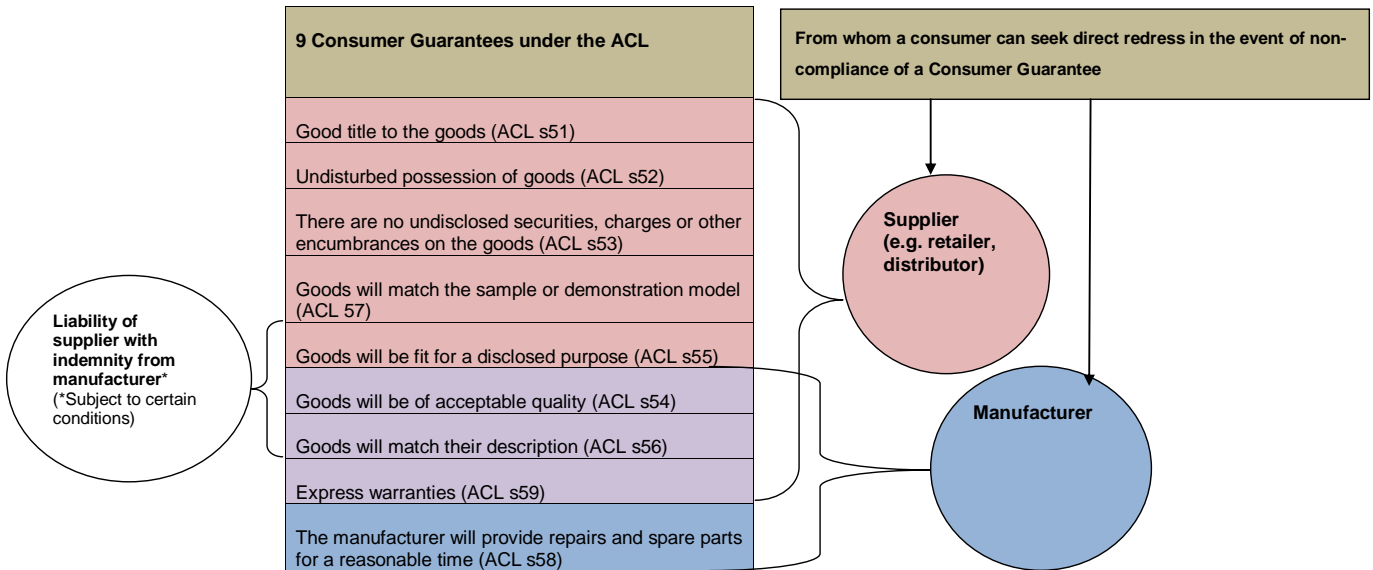 9 Consumer Guarantees under the ACL
From whom a consumer can seek direct redress in the event of non-
compliance of a Consumer Guarantee
Good title to the goods (ACL s51)
Undisturbed possession of goods (ACL s52)
There are no undisclosed securities, charges or other
encumbrances on the goods (ACL s53)
Goods will match the sample or demonstration model
(ACL 57)
Goods will be fit for a disclosed purpose (ACL s55)
Goods will be of acceptable quality (ACL s54)
Goods will match their description (ACL s56)
Express warranties (ACL s59)
The manufacturer will provide repairs and spare parts
for a reasonable time (ACL s58)
Liability of
supplier with
indemnity from
manufacturer*
(*Subject to certain
conditions)
Supplier
(e.g. retailer,
distributor)
Manufacturer